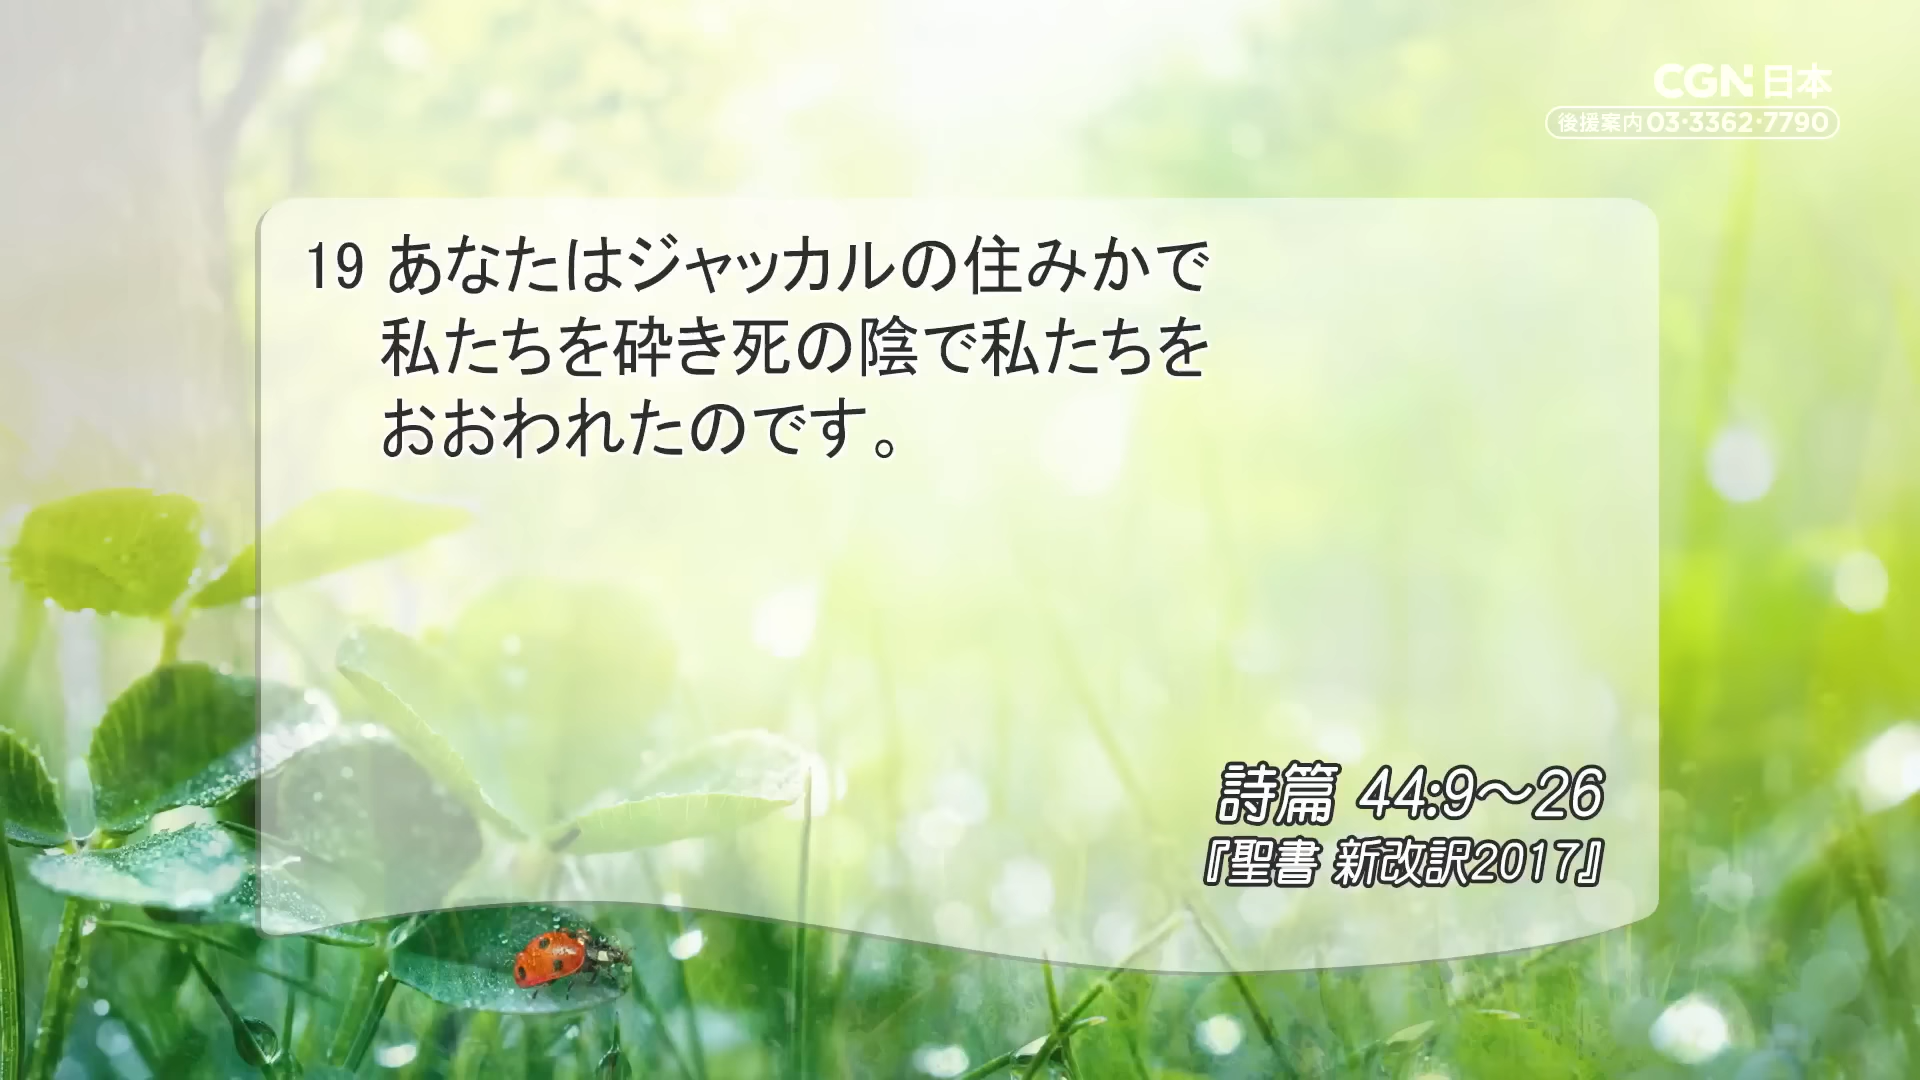 CGN 日本
後援案内 03·3362·7790
19 あなたはジャッカルの住みかで
私たちを砕き死の陰で私たちを
おおわれたのです。
詩篇 44:9〜26
『聖書 新改訳2017』